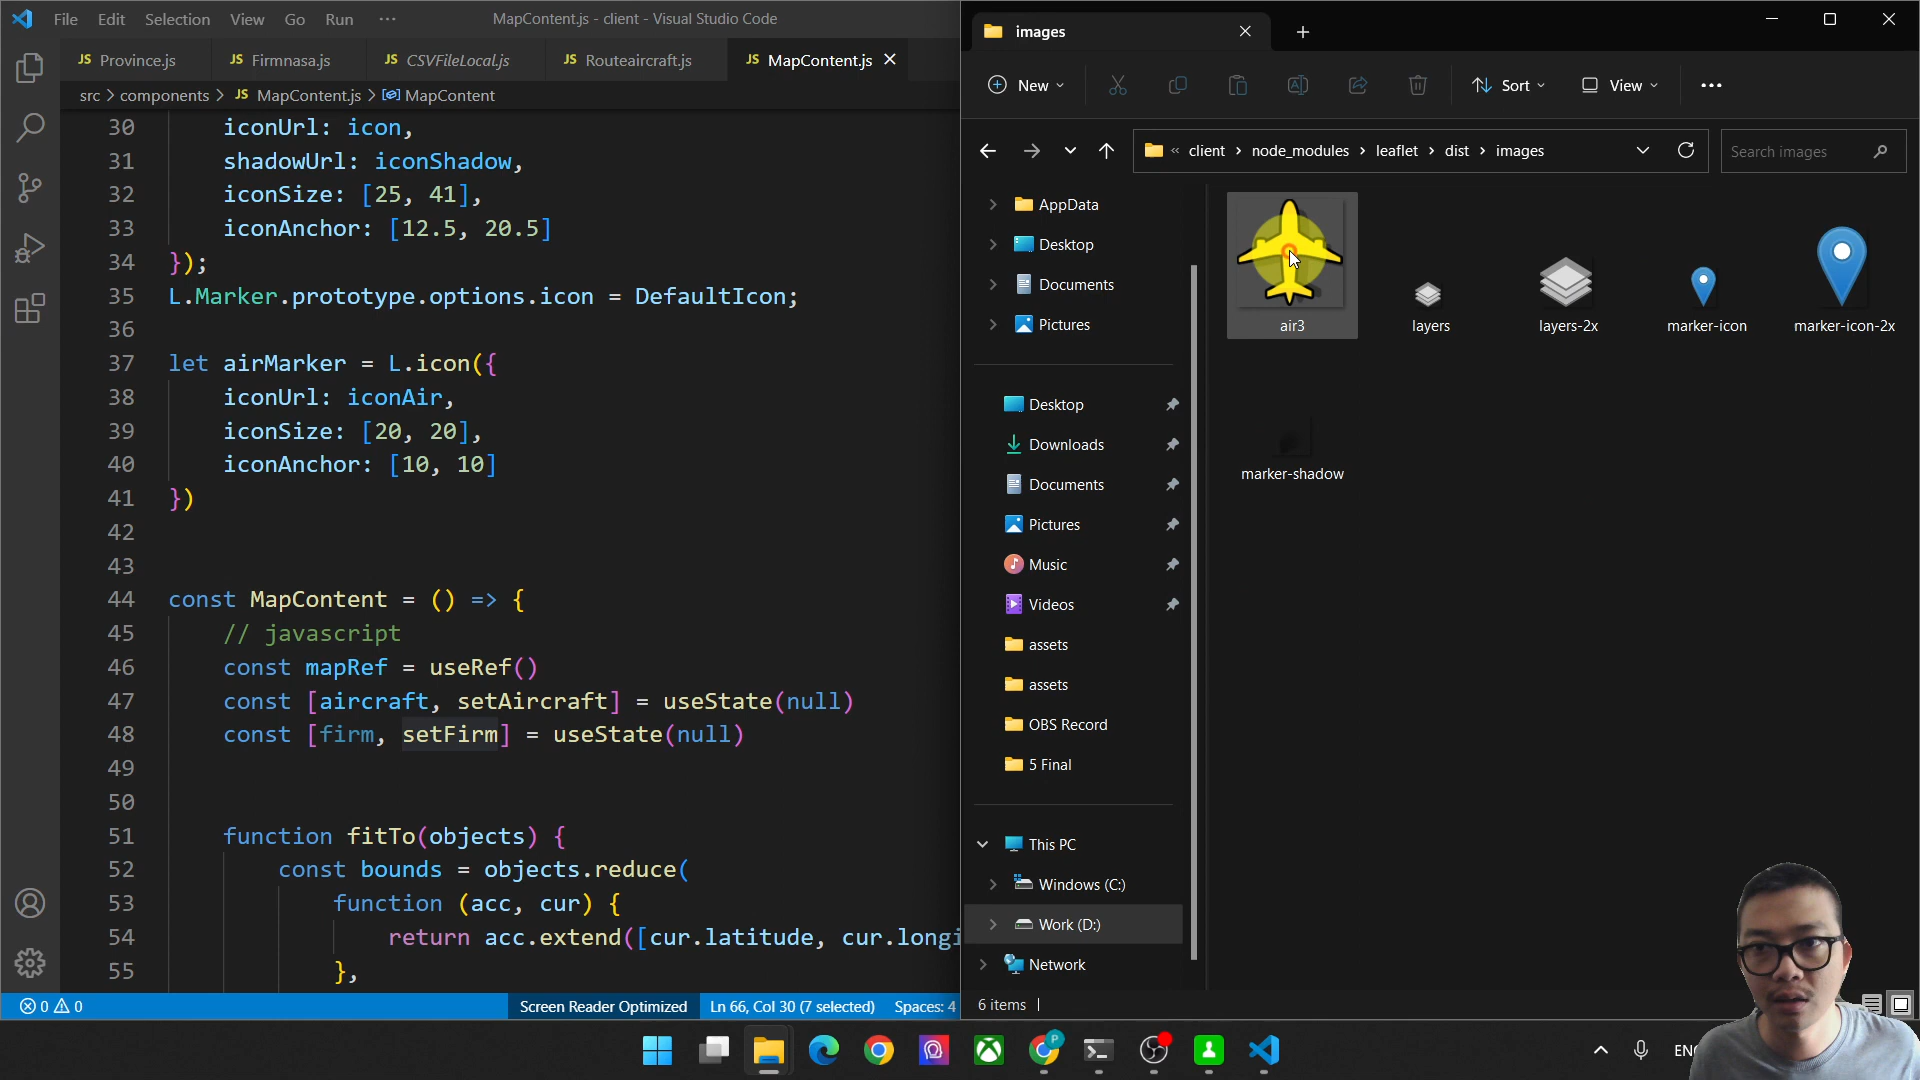 File Edit Selection View Go Run ···
MapContent.js - client - Visual Studio Code
JS Province.js
JS Firmnasa.js
JS CSVFileLocal.js
JS Routeaircraft.js
JS MapContent.js
src > components > JS MapContent.js > MapContent
30 iconUrl: icon,
31 shadowUrl: iconShadow,
32 iconSize: [25, 41],
33 iconAnchor: [12.5, 20.5]
34 });
35 L.Marker.prototype.options.icon = DefaultIcon;
36
37 let airMarker = L.icon({
38 iconUrl: iconAir,
39 iconSize: [20, 20],
40 iconAnchor: [10, 10]
41 })
42
43
44 const MapContent = () => {
45 // javascript
46 const mapRef = useRef()
47 const [aircraft, setAircraft] = useState(null)
48 const [firm, setFirm] = useState(null)
49
50
51 function fitTo(objects) {
52 const bounds = objects.reduce(
53 function (acc, cur) {
54 return acc.extend([cur.latitude, cur.longi
55 },
0 0
Screen Reader Optimized
Ln 66, Col 30 (7 selected)
Spaces: 4
images
New
Sort
View
client > node_modules > leaflet > dist > images
Search images
AppData
Desktop
Documents
Pictures
Desktop
Downloads
Documents
Pictures
Music
Videos
assets
assets
OBS Record
5 Final
This PC
Windows (C:)
Work (D:)
Network
air3
layers
layers-2x
marker-icon
marker-icon-2x
marker-shadow
6 items
P